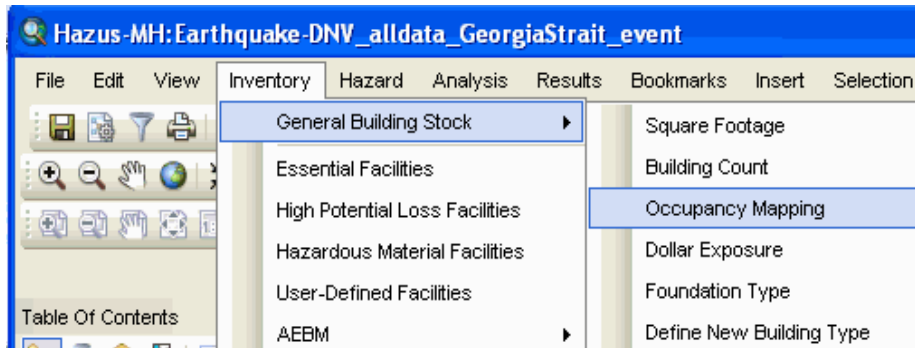 Hazus-MH: Earthquake-DNV_alldata_GeorgiaStrait_event
File Edit View Inventory Hazard Analysis Results Bookmarks Insert Selection
General Building Stock
Square Footage
Essential Facilities
Building Count
High Potential Loss Facilities
Occupancy Mapping
Hazardous Material Facilities
Dollar Exposure
User-Defined Facilities
Foundation Type
Table Of Contents
AEBM
Define New Building Type